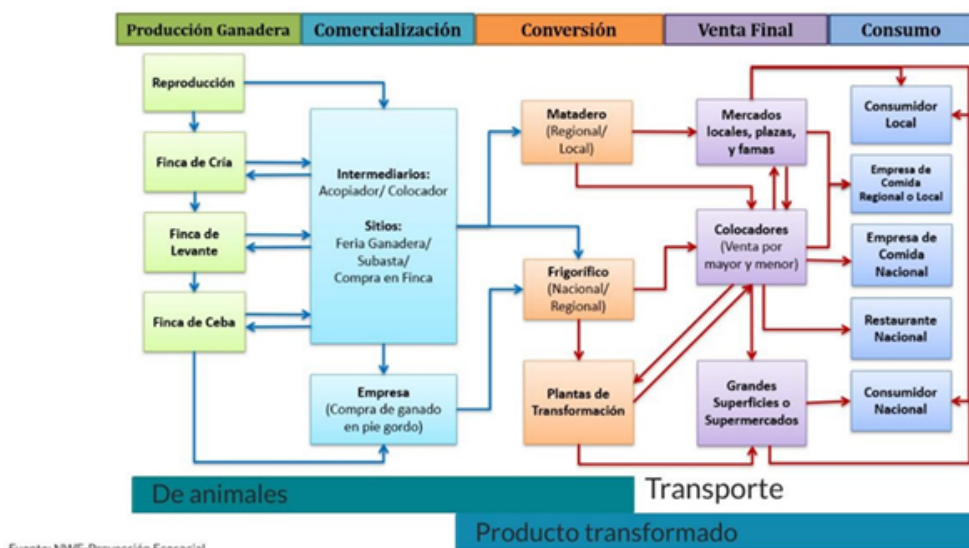 Producción Ganadera
Comercialización
Conversión
Venta Final
Consumo
Reproducción
Finca de Cría
Finca de
Levante
Finca de Ceba
Intermediarios:
Acopiador/ Colocador
Sitios:
Feria Ganadera/
Subasta/
Compra en Finca
Empresa
(Compra de ganado
en pie gordo)
Matadero
(Regional/
Local)
Frigorífico
(Nacional/
Regional)
Plantas de
Transformación
Mercados
locales, plazas,
y famas
Colocadores
(Venta por
mayor y menor)
Grandes
Superficies o
Supermercados
Consumidor
Local
Empresa de
Comida
Regional o Local
Empresa de
Comida
Nacional
Restaurante
Nacional
Consumidor
Nacional
De animales
Transporte
Producto transformado